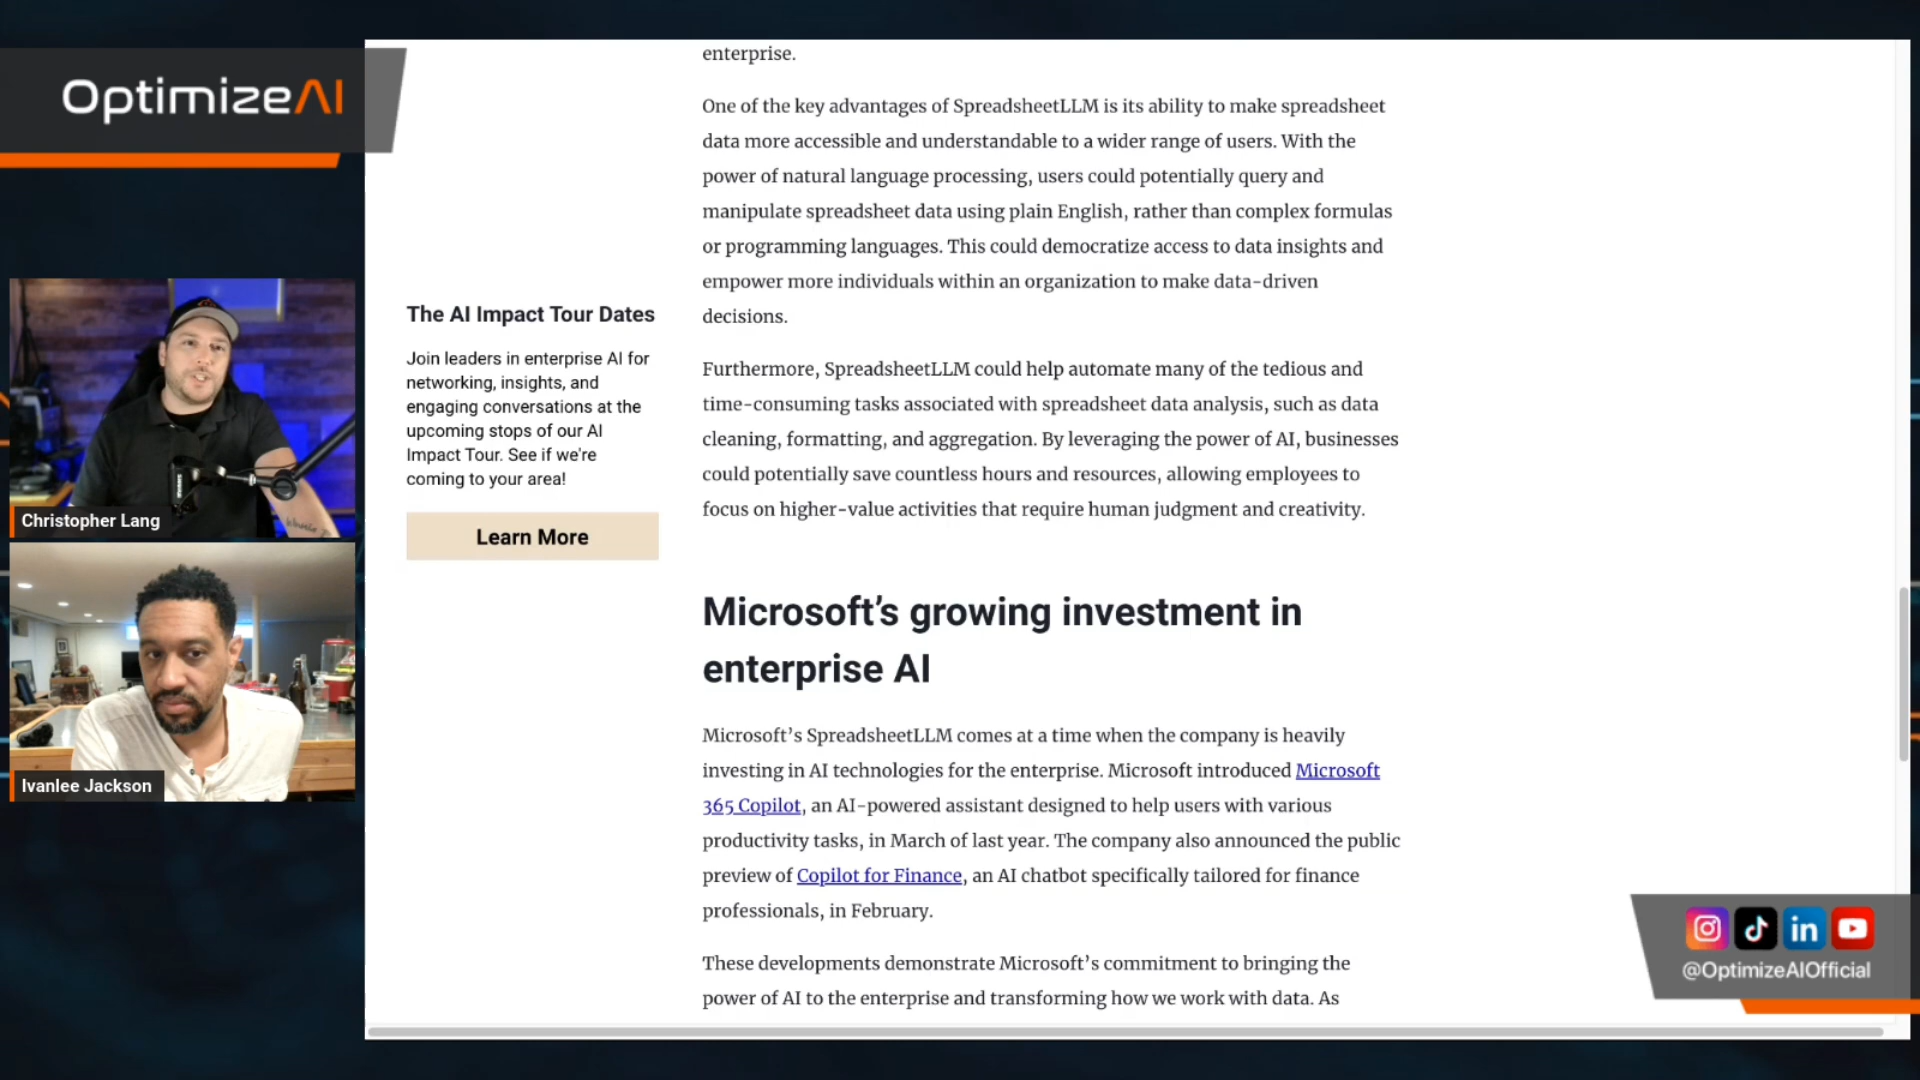 OptimizeAI
enterprise.
One of the key advantages of SpreadsheetLLM is its ability to make spreadsheet
data more accessible and understandable to a wider range of users. With the
power of natural language processing, users could potentially query and
manipulate spreadsheet data using plain English, rather than complex formulas
or programming languages. This could democratize access to data insights and
empower more individuals within an organization to make data-driven
decisions.
The AI Impact Tour Dates
Join leaders in enterprise AI for
networking, insights, and
engaging conversations at the
upcoming stops of our AI
Impact Tour. See if we're
coming to your area!
Learn More
Furthermore, SpreadsheetLLM could help automate many of the tedious and
time-consuming tasks associated with spreadsheet data analysis, such as data
cleaning, formatting, and aggregation. By leveraging the power of AI, businesses
could potentially save countless hours and resources, allowing employees to
focus on higher-value activities that require human judgment and creativity.
Christopher Lang
Ivanlee Jackson
Microsoft’s growing investment in
enterprise AI
Microsoft’s SpreadsheetLLM comes at a time when the company is heavily
investing in AI technologies for the enterprise. Microsoft introduced Microsoft
365 Copilot, an AI-powered assistant designed to help users with various
productivity tasks, in March of last year. The company also announced the public
preview of Copilot for Finance, an AI chatbot specifically tailored for finance
professionals, in February.
These developments demonstrate Microsoft’s commitment to bringing the
power of AI to the enterprise and transforming how we work with data. As
in
@OptimizeAIOfficial